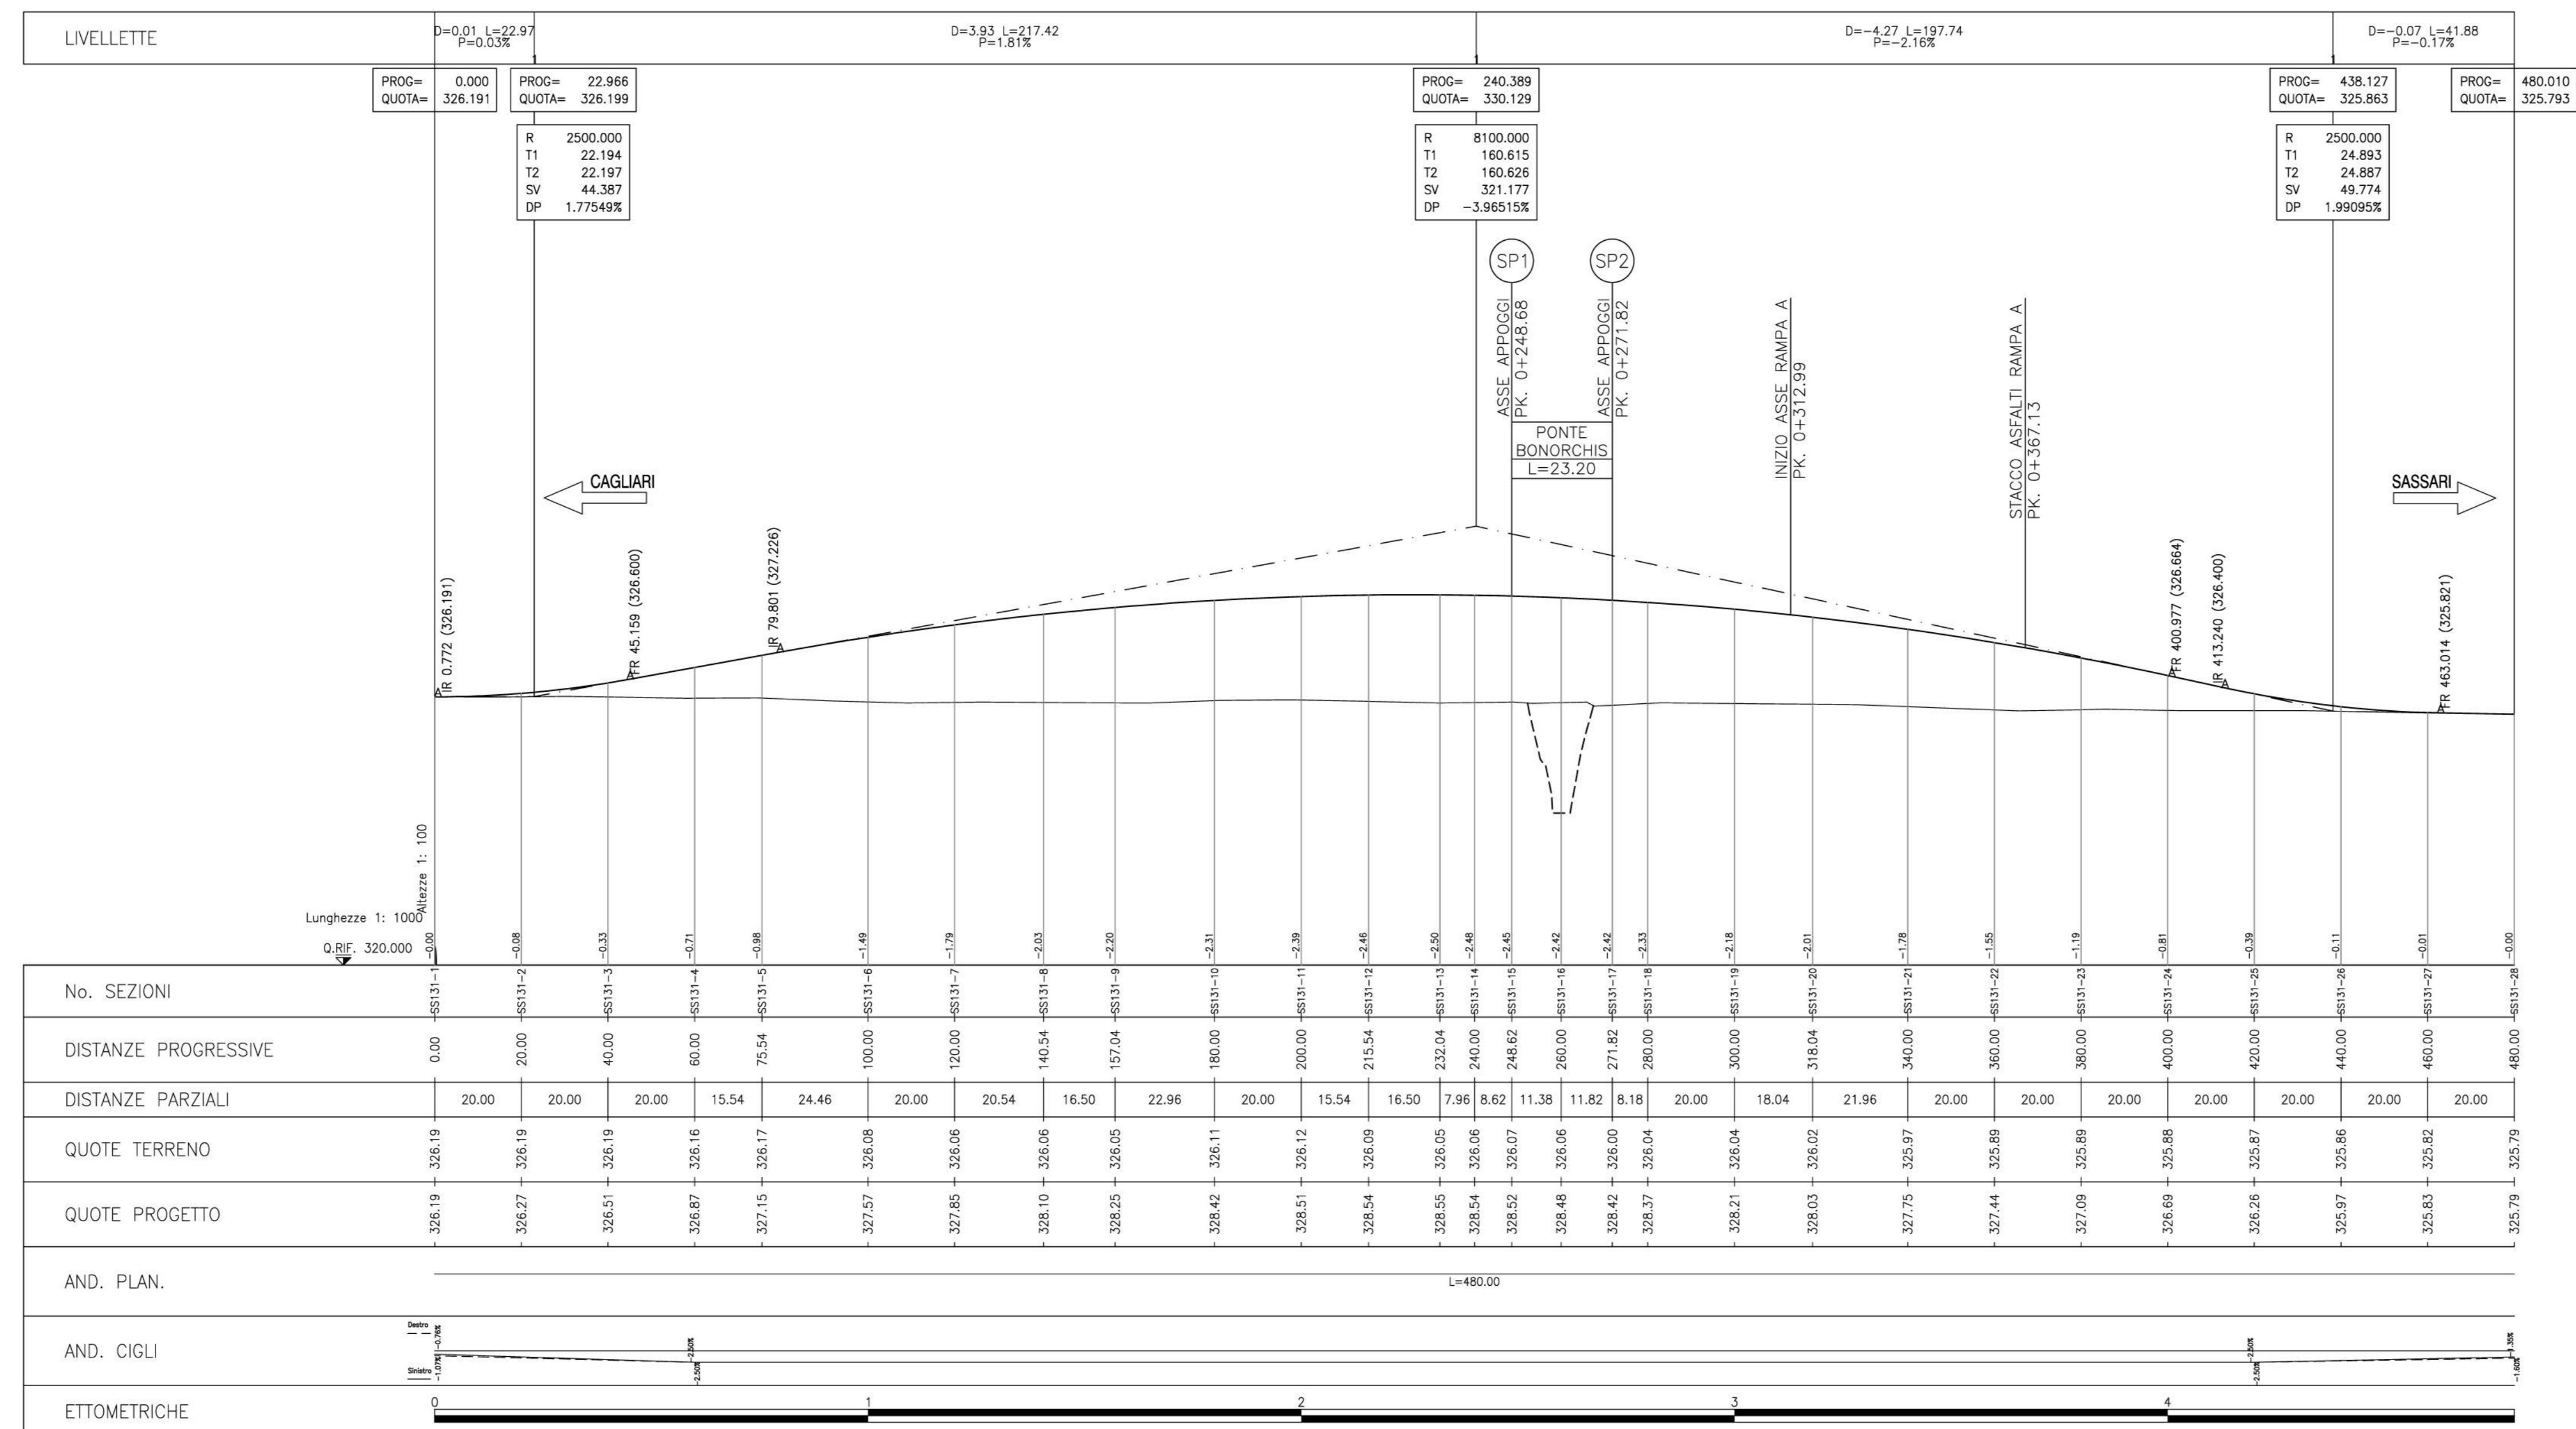 LIVELLETTE
D=0.01 L=22.97
P=0.03%
D=3.93 L=217.42
P=1.81%
D=-4.27 L=197.74
P=-2.16%
D=-0.07 L=41.88
P=-0.17%
1
1
1
PROG= 0.000
QUOTA= 326.191
PROG= 22.966
QUOTA= 326.199
PROG= 240.389
QUOTA= 330.129
PROG= 438.127
QUOTA= 325.863
PROG= 480.010
QUOTA= 325.793
R 2500.000
T1 22.194
T2 22.197
SV 44.387
DP 1.77549%
R 8100.000
T1 160.615
T2 160.626
SV 321.177
DP -3.96515%
R 2500.000
T1 24.893
T2 24.887
SV 49.774
DP 1.99095%
SP1
SP2
ASSE APPOGGI
PK. 0+248.68
ASSE APPOGGI
PK. 0+271.82
INIZIO ASSE RAMPA A
PK. 0+312.99
STACCO ASFALTI RAMPA A
PK. 0+367.13
PONTE
BONORCHIS
L=23.20
CAGLIARI
SASSARI
IR 0.772 (326.191)
FR 45.159 (326.600)
IR 79.801 (327.226)
FR 400.977 (326.664)
IR 413.240 (326.400)
FR 463.014 (325.821)
Altezze 1: 100
Lunghezze 1: 1000
Q.RIF. 320.000
-0.00 -0.08 -0.33 -0.71 -0.98 -1.49 -1.79 -2.03 -2.20 -2.31 -2.39 -2.46 -2.50 -2.48 -2.45 -2.42 -2.42 -2.33 -2.18 -2.01 -1.78 -1.55 -1.19 -0.81 -0.39 -0.11 -0.01 -0.00
No. SEZIONI SS131-1 SS131-2 SS131-3 SS131-4 SS131-5 SS131-6 SS131-7 SS131-8 SS131-9 SS131-10 SS131-11 SS131-12 SS131-13 SS131-14 SS131-15 SS131-16 SS131-17 SS131-18 SS131-19 SS131-20 SS131-21 SS131-22 SS131-23 SS131-24 SS131-25 SS131-26 SS131-27 SS131-28
DISTANZE PROGRESSIVE 0.00 20.00 40.00 60.00 75.54 100.00 120.00 140.54 157.04 180.00 200.00 215.54 232.04 240.00 248.62 260.00 271.82 280.00 300.00 318.04 340.00 360.00 380.00 400.00 420.00 440.00 460.00 480.00
DISTANZE PARZIALI 20.00 20.00 20.00 15.54 24.46 20.00 20.54 16.50 22.96 20.00 15.54 16.50 7.96 8.62 11.38 11.82 8.18 20.00 18.04 21.96 20.00 20.00 20.00 20.00 20.00 20.00 20.00
QUOTE TERRENO 326.19 326.19 326.19 326.16 326.17 326.08 326.06 326.06 326.05 326.11 326.12 326.09 326.05 326.06 326.07 326.06 326.00 326.04 326.04 326.02 325.97 325.89 325.89 325.88 325.87 325.86 325.82 325.79
QUOTE PROGETTO 326.19 326.27 326.51 326.87 327.15 327.57 327.85 328.10 328.25 328.42 328.51 328.54 328.55 328.54 328.52 328.48 328.42 328.37 328.21 328.03 327.75 327.44 327.09 326.69 326.26 325.97 325.83 325.79
AND. PLAN.
L=480.00
AND. CIGLI
Destro
-0.76%
Sinistro
-1.07%
-2.50%
-2.50%
-2.50%
-2.50%
-1.35%
-1.60%
ETTOMETRICHE 0 1 2 3 4